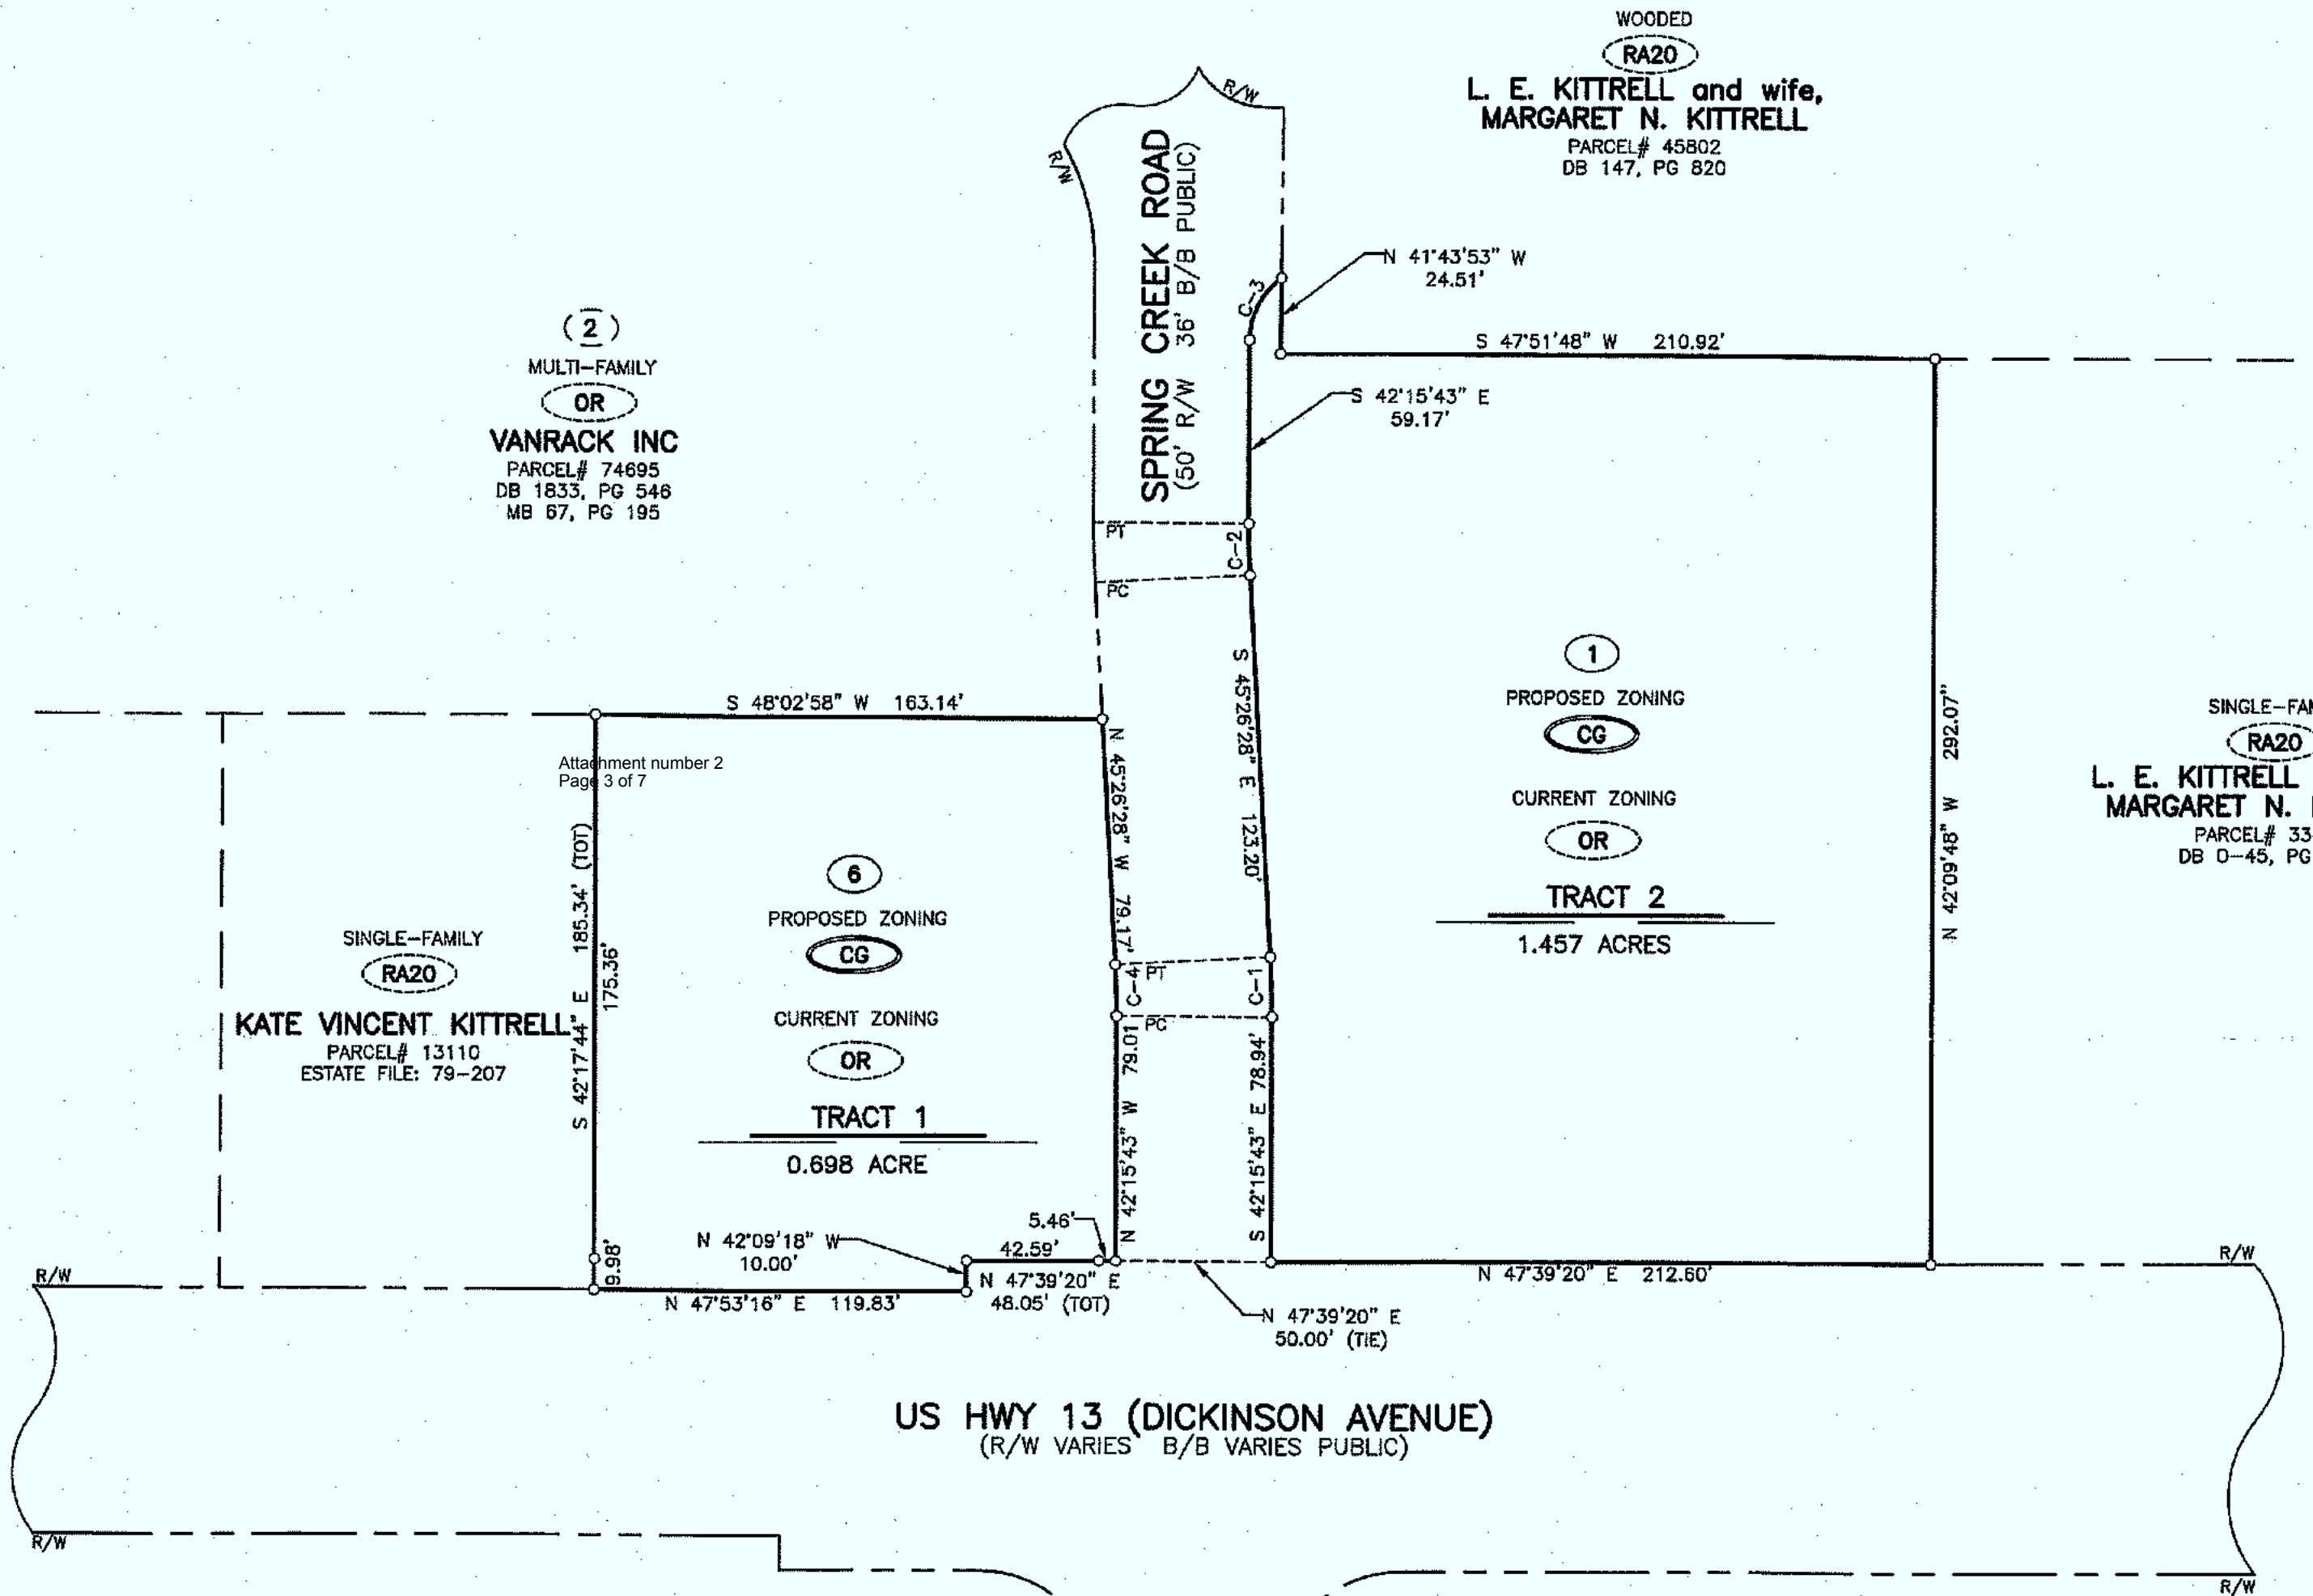 WOODED
RA20
L. E. KITTRELL and wife,
MARGARET N. KITTRELL
PARCEL# 45802
DB 147, PG 820
R/W
R/W
SPRING CREEK ROAD
(50' R/W 36' B/B PUBLIC)
N 41°43'53" W
24.51'
C-3
S 47°51'48" W 210.92'
S 42°15'43" E
59.17'
2
MULTI-FAMILY
OR
VANRACK INC
PARCEL# 74695
DB 1833, PG 546
MB 67, PG 195
PT
C-2
PC
S 45°26'28" E 123.20'
1
PROPOSED ZONING
CG
CURRENT ZONING
OR
TRACT 2
1.457 ACRES
N 42°09'48" W 292.07"
SINGLE-FAM
RA20
L. E. KITTRELL
MARGARET N.
PARCEL# 33
DB O-45, PG
S 48°02'58" W 163.14'
Attachment number 2
Page 3 of 7
N 45°26'28" W 79.17'
S 42°17'44" E 185.34' (TOT)
175.36'
6
PROPOSED ZONING
CG
CURRENT ZONING
OR
TRACT 1
0.698 ACRE
SINGLE-FAMILY
RA20
KATE VINCENT KITTRELL
PARCEL# 13110
ESTATE FILE: 79-207
C-4
PT
C-1
PC
N 42°15'43" W 79.01'
S 42°15'43" E 78.94'
5.46'
42.59'
N 42°09'18" W
10.00'
9.98'
N 47°53'16" E 119.83'
N 47°39'20" E
48.05' (TOT)
N 47°39'20" E
50.00' (TIE)
N 47°39'20" E 212.60'
R/W
R/W
US HWY 13 (DICKINSON AVENUE)
(R/W VARIES B/B VARIES PUBLIC)
R/W
R/W